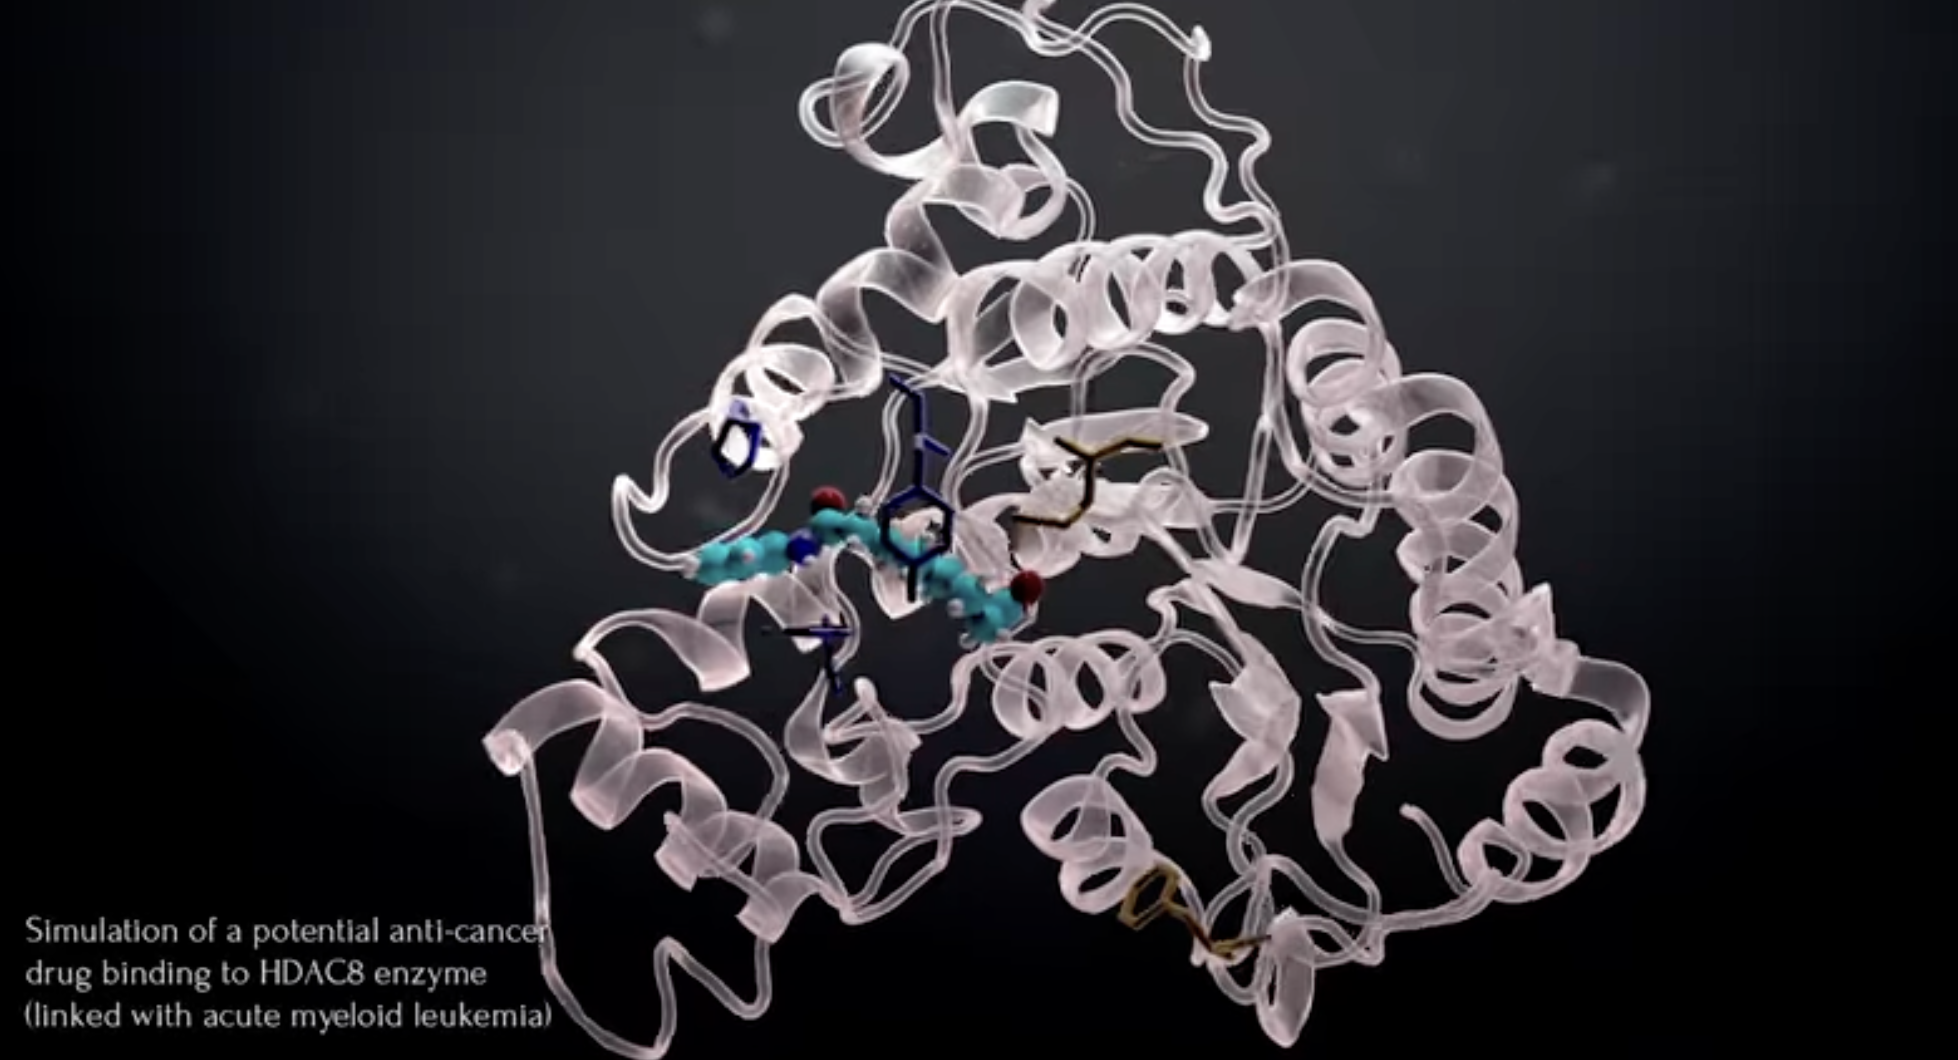 Simulation of a potential anti-cancer
drug binding to HDAC8 enzyme
(linked with acute myeloid leukemia)